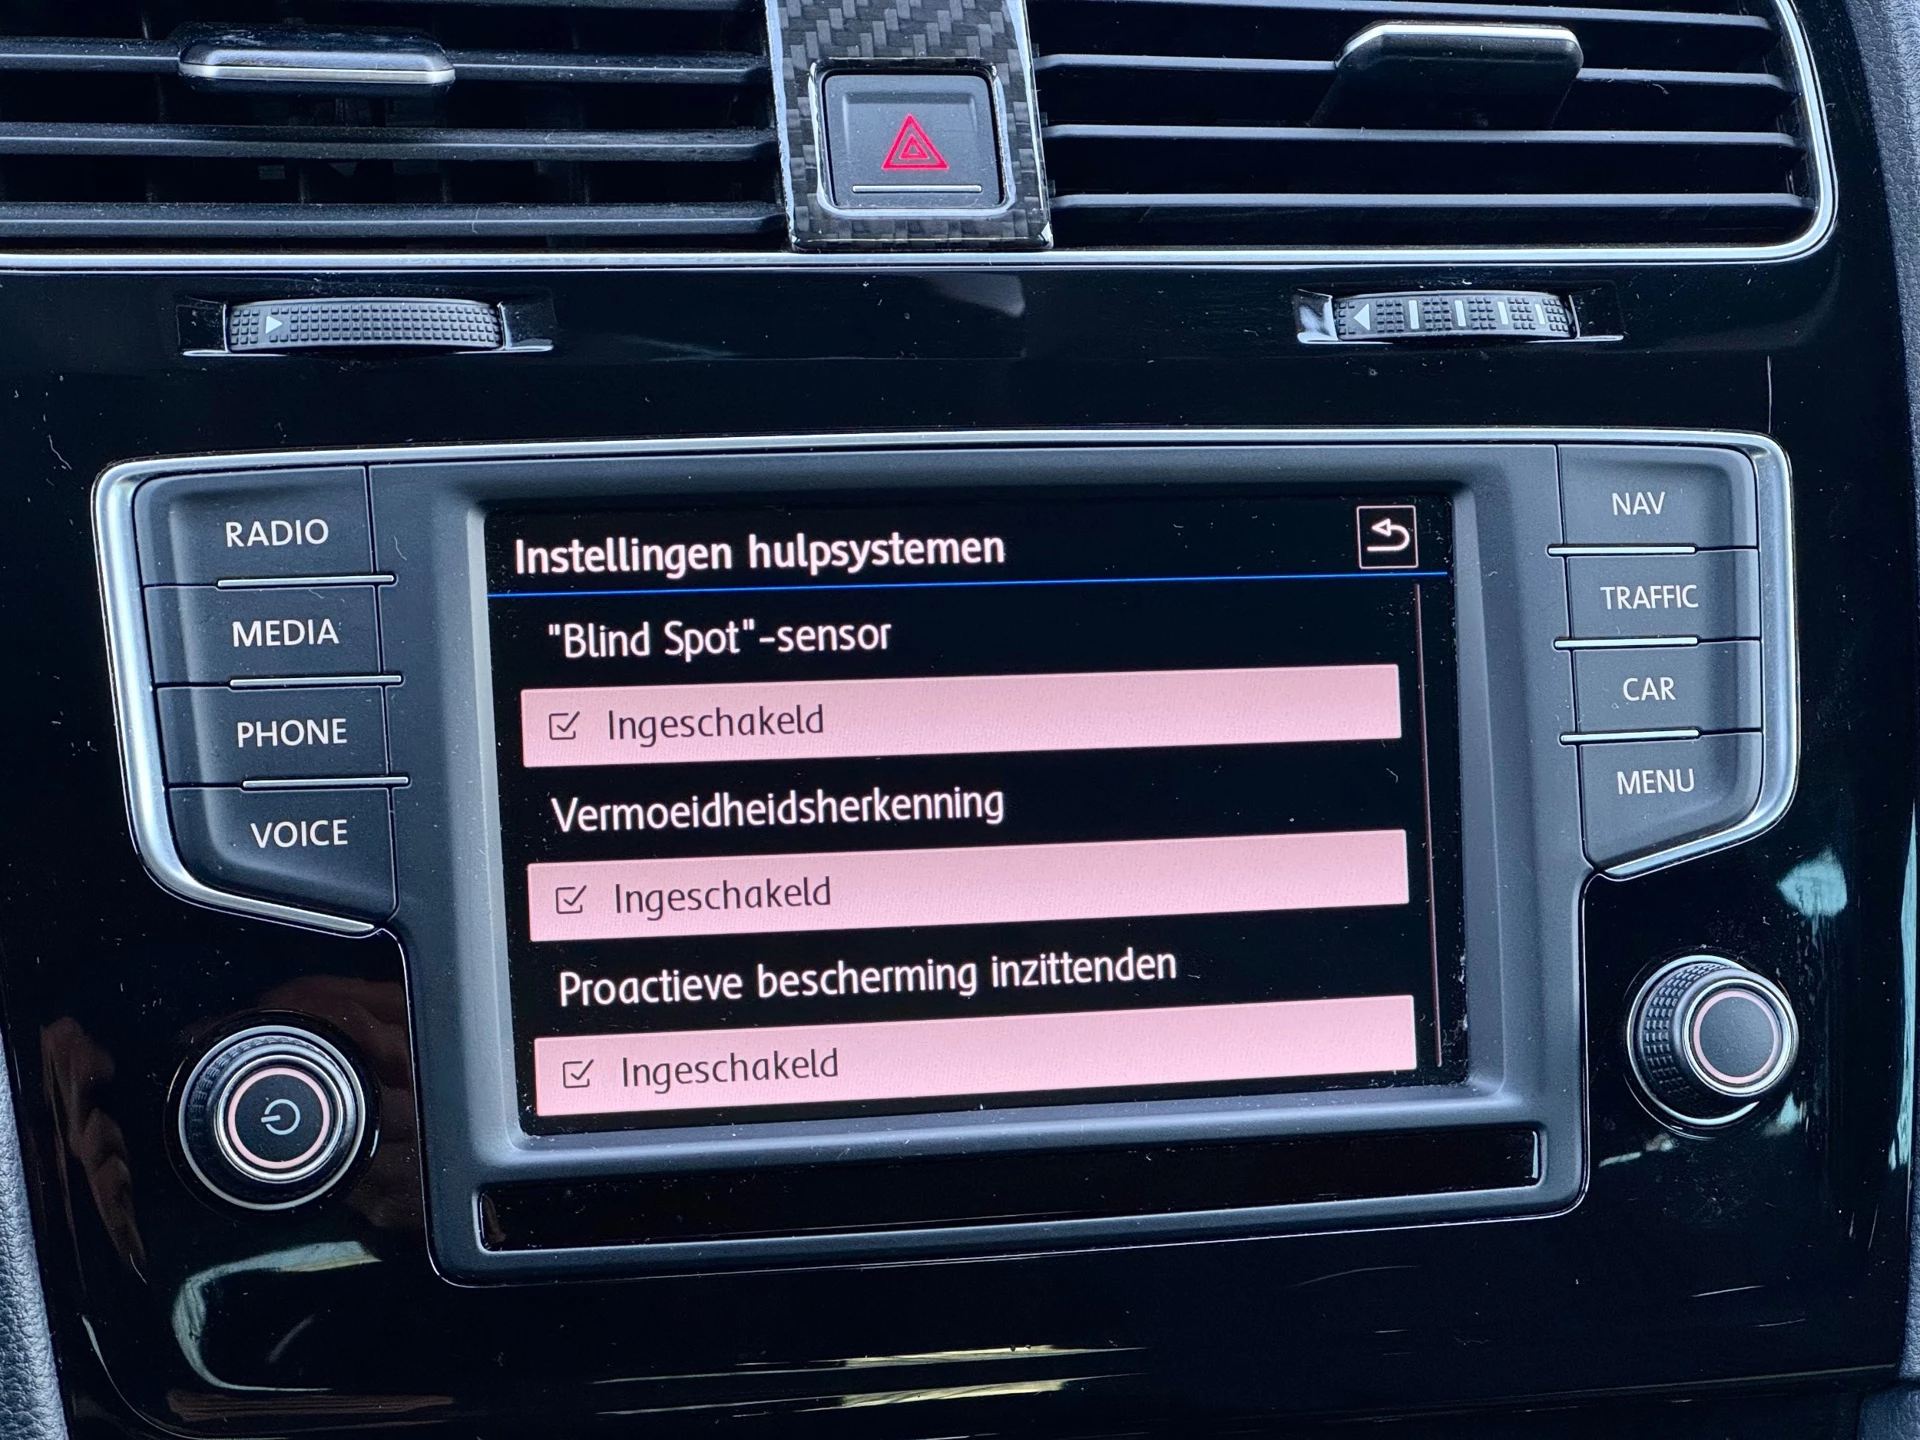 RADIO
MEDIA
PHONE
VOICE
Instellingen hulpsystemen
"Blind Spot"-sensor
Ingeschakeld
Vermoeidheidsherkenning
Ingeschakeld
Proactieve bescherming inzittenden
Ingeschakeld
NAV
TRAFFIC
CAR
MENU